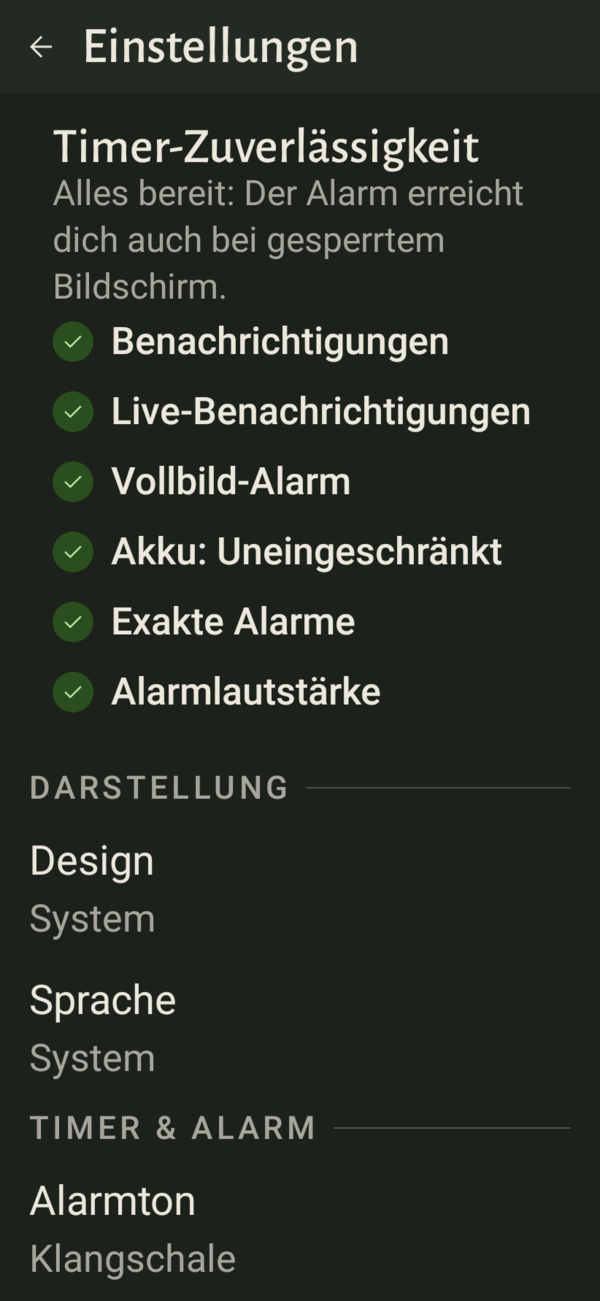 Einstellungen
Timer-Zuverlässigkeit
Alles bereit: Der Alarm erreicht
dich auch bei gesperrtem
Bildschirm.
Benachrichtigungen
Live-Benachrichtigungen
Vollbild-Alarm
Akku: Uneingeschränkt
Exakte Alarme
Alarmlautstärke
DARSTELLUNG
Design
System
Sprache
System
TIMER & ALARM
Alarmton
Klangschale